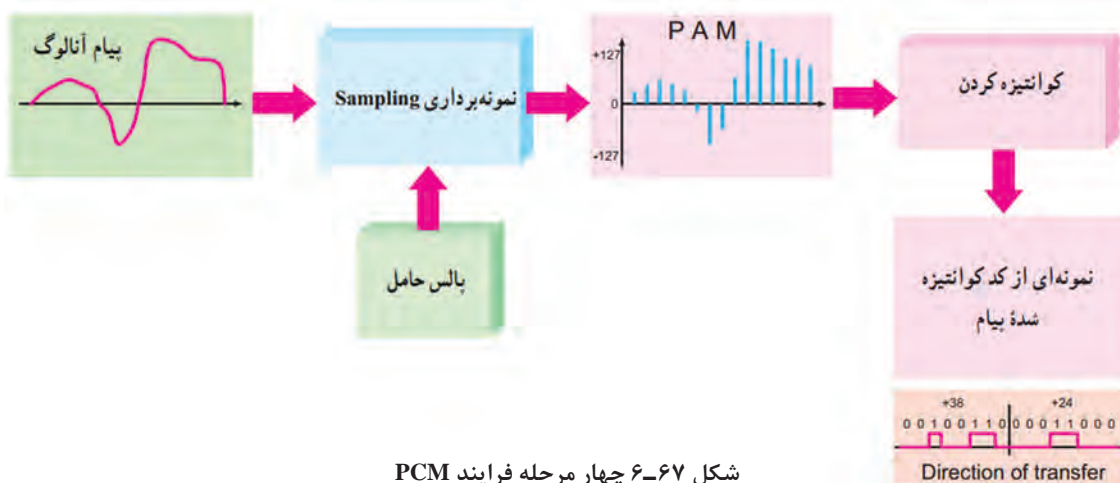 پیام آنالوگ
نمونه‌برداری Sampling
پالس حامل
P A M
+127
0
-127
کوانتیزه کردن
نمونه‌ای از کد کوانتیزه
شدهٔ پیام
+38 +24
0 0 1 0 0 1 1 0 0 0 0 1 1 0 0 0
Direction of transfer
شکل ۶۷–۶ چهار مرحله فرایند PCM